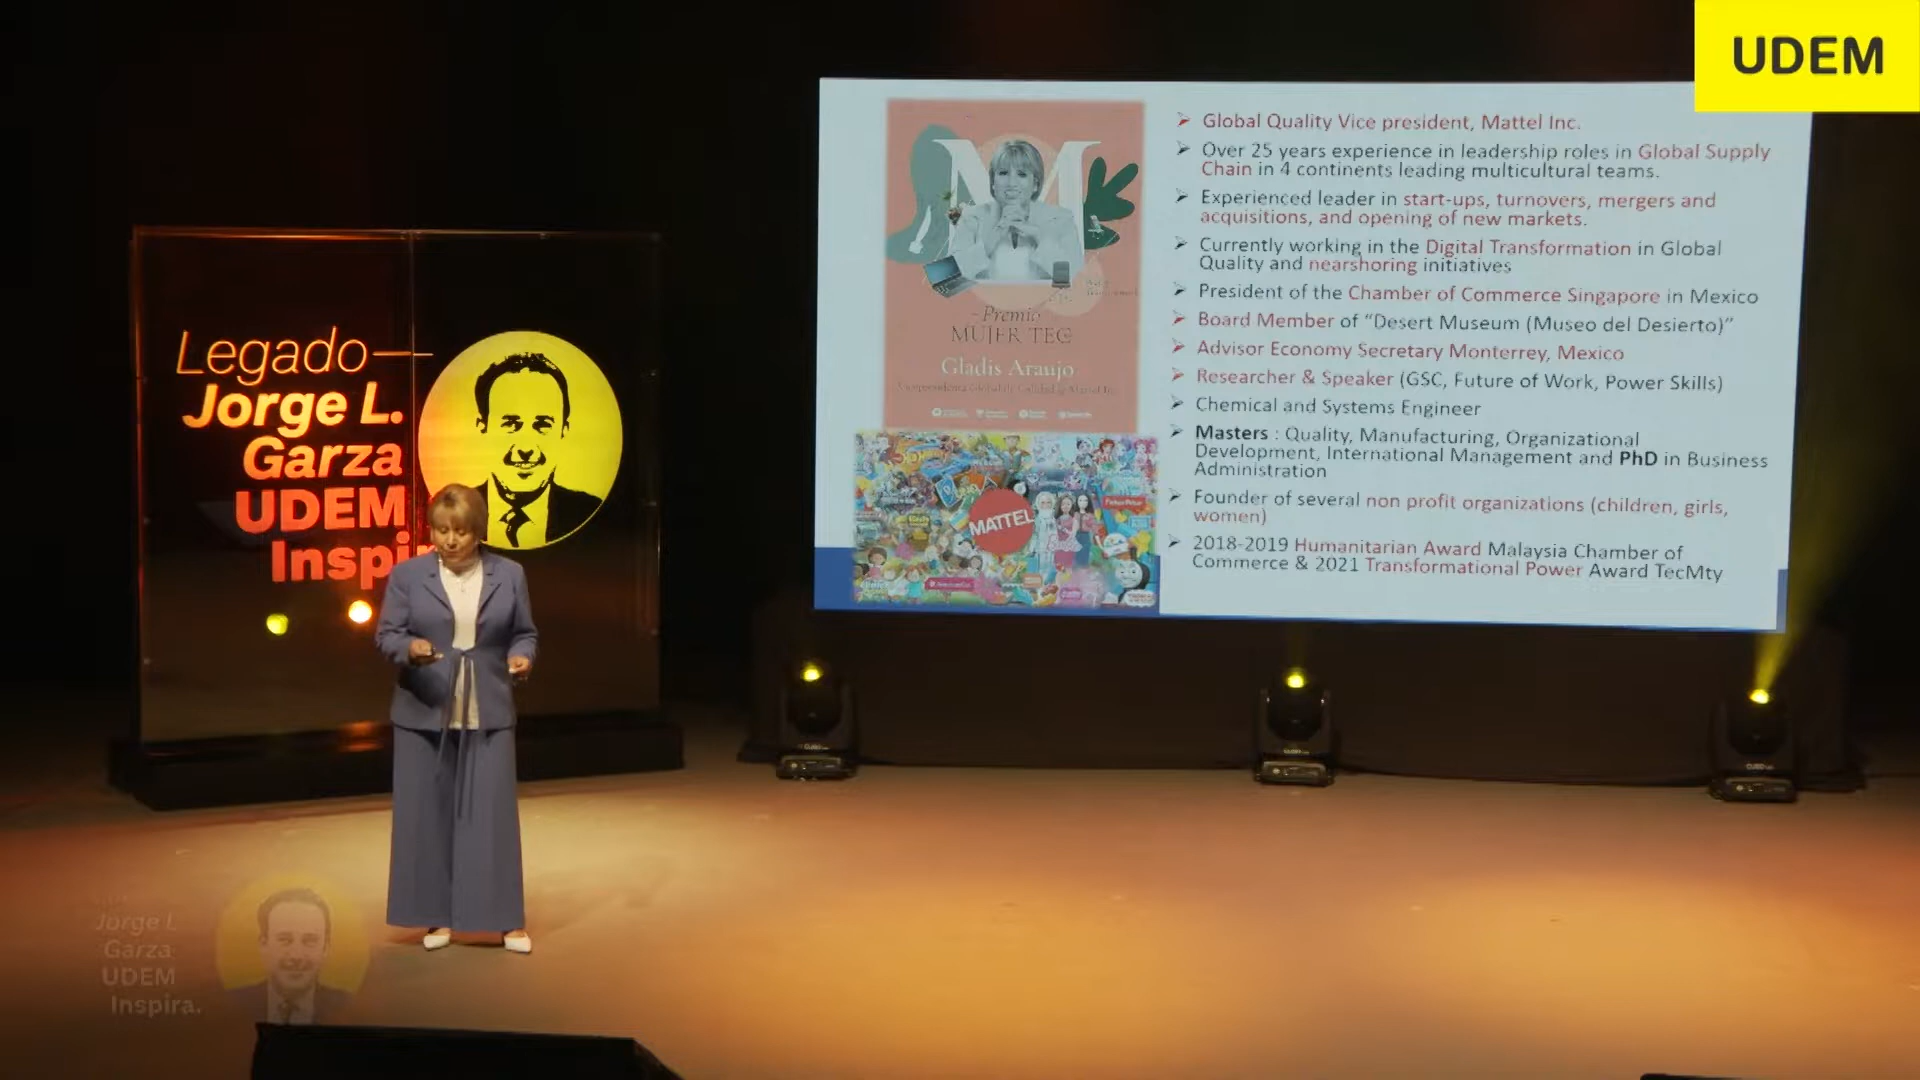 UDEM
Legado—
Jorge L.
Garza
UDEM
Inspir
Premio
MUJER TEC
Gladis Araujo
MATTEL
➢ Global Quality Vice president, Mattel Inc.
➢ Over 25 years experience in leadership roles in Global Supply
Chain in 4 continents leading multicultural teams.
➢ Experienced leader in start-ups, turnovers, mergers and
acquisitions, and opening of new markets.
➢ Currently working in the Digital Transformation in Global
Quality and nearshoring initiatives
➢ President of the Chamber of Commerce Singapore in Mexico
➢ Board Member of “Desert Museum (Museo del Desierto)”
➢ Advisor Economy Secretary Monterrey, Mexico
➢ Researcher & Speaker (GSC, Future of Work, Power Skills)
➢ Chemical and Systems Engineer
➢ Masters : Quality, Manufacturing, Organizational
Development, International Management and PhD in Business
Administration
➢ Founder of several non profit organizations (children, girls,
women)
➢ 2018-2019 Humanitarian Award Malaysia Chamber of
Commerce & 2021 Transformational Power Award TecMty
Jorge L
Garza
UDEM
Inspira.